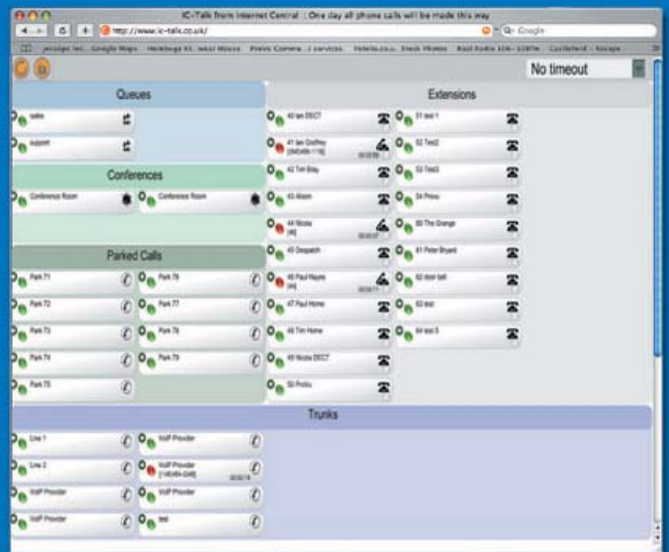 IC-Talk from Internet Central :: One day all phone calls will be made this way
http://www.ic-talk.co.uk/
Google
Google Maps
No timeout
Queues
Extensions
sales
support
Conferences
Conference Room
Conference Room
Parked Calls
Park 71
Park 76
Park 72
Park 77
Park 73
Park 78
Park 74
Park 79
Park 75
40 Ian DECT
51 test 1
41 Ian Godfrey
52 Test2
42 Tim Bray
53 Test3
43 Alison
54 Proxu
44 Nicola
[46]
60 The Grange
45 Despatch
61 Peter Bryant
46 Paul Hayes
[44]
62 door bell
47 Paul Home
63 test
48 Tim Home
64 test 5
49 Nicola DECT
Trunks
Line 1
VoIP Provider
Line 2
VoIP Provider
VoIP Provider
VoIP Provider
VoIP Provider
test